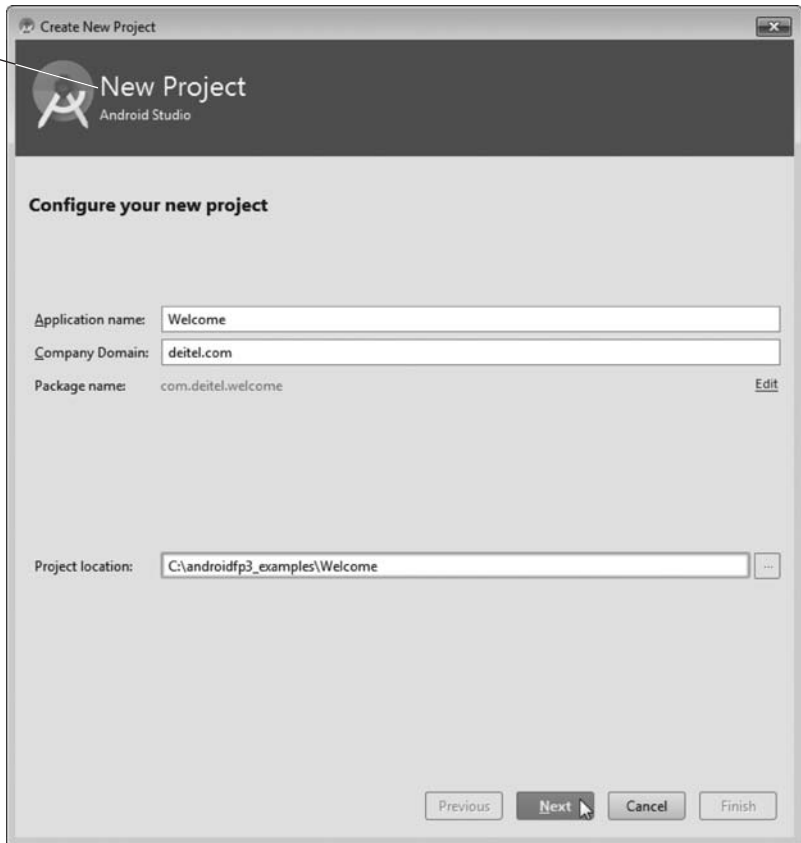 Create New Project
New Project
Android Studio
Configure your new project
Application name: Welcome
Company Domain: deitel.com
Package name: com.deitel.welcome Edit
Project location: C:\androidfp3_examples\Welcome ...
Previous Next Cancel Finish